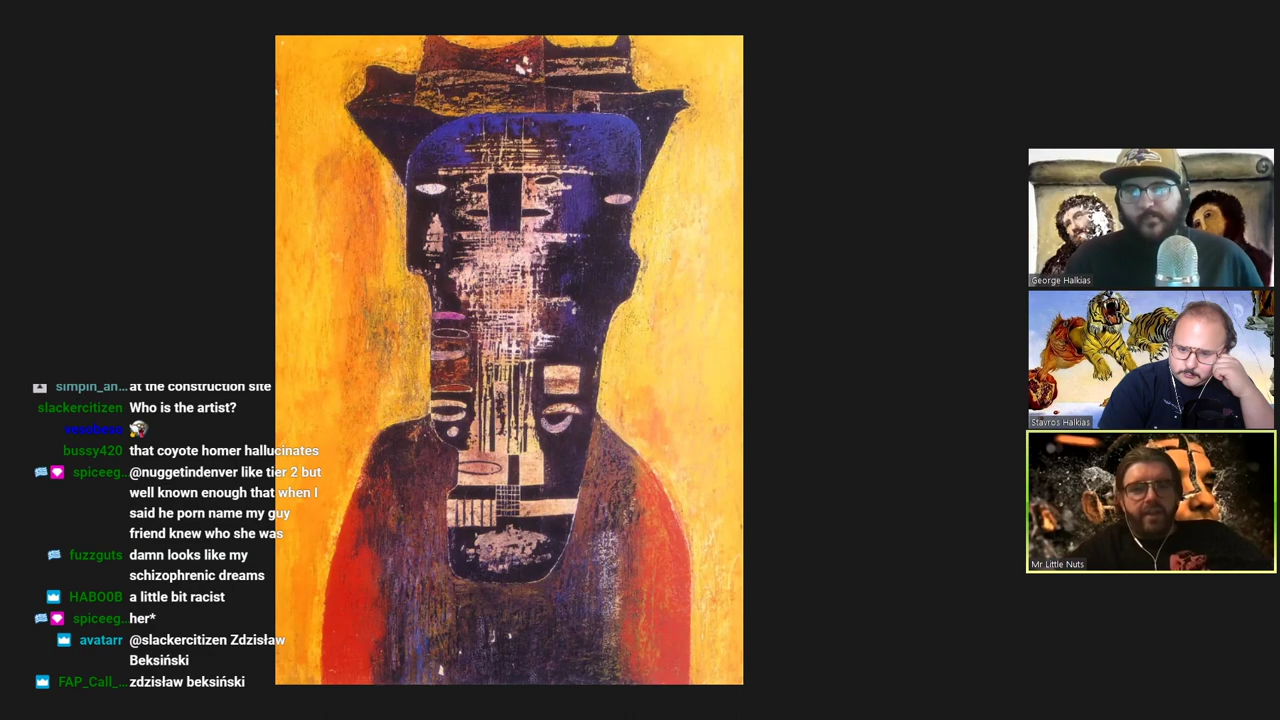 simpin_an... at the construction site
slackercitizen Who is the artist?
bussy420 that coyote homer hallucinates
spiceeg... @nuggetindenver like tier 2 but
well known enough that when I
said he porn name my guy
friend knew who she was
fuzzguts damn looks like my
schizophrenic dreams
HABO0B a little bit racist
spiceeg... her*
avatarr @slackercitizen Zdzisław
Beksiński
FAP_Call_... zdzisław beksiński
George Halkias
Stavros Halkias
Mr Little Nuts